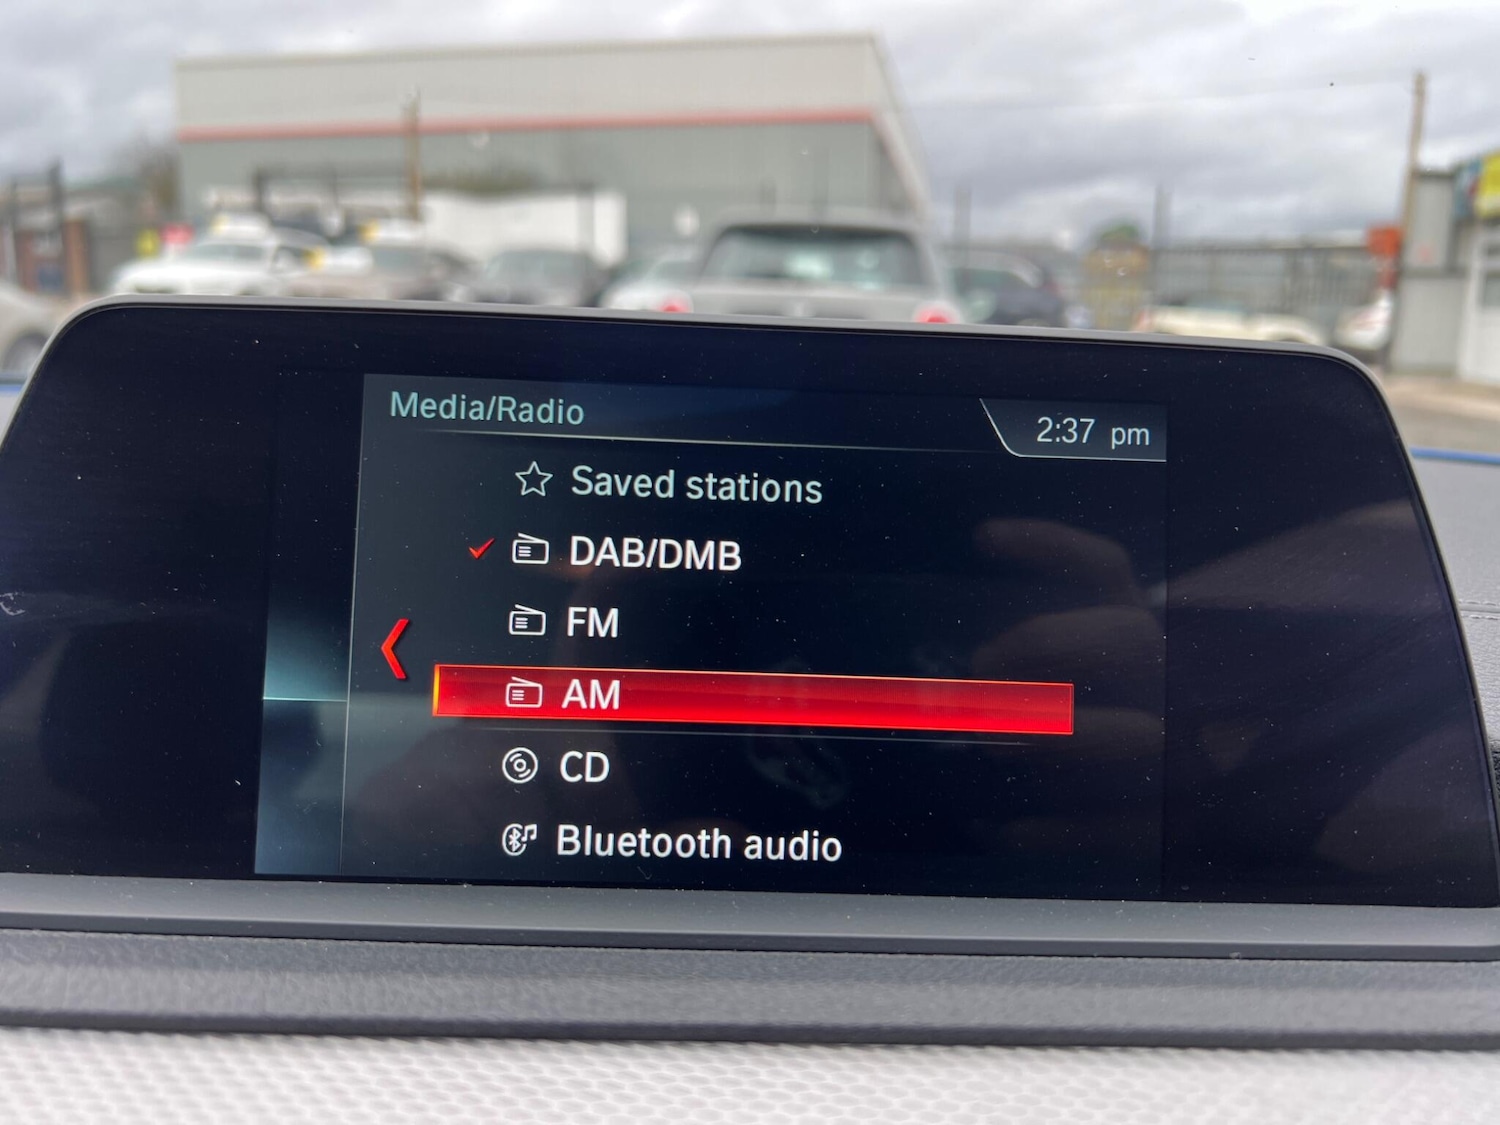 Media/Radio
2:37 pm
Saved stations
DAB/DMB
FM
AM
CD
Bluetooth audio